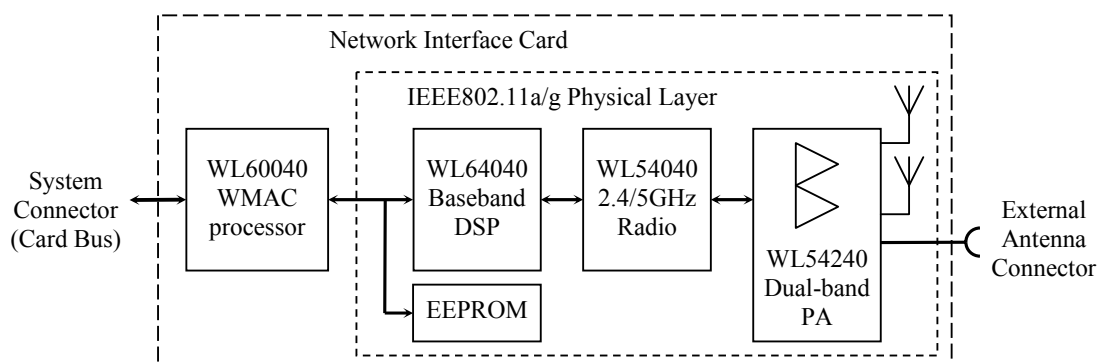 Network Interface Card
IEEE802.11a/g Physical Layer
System
Connector
(Card Bus)
WL60040
WMAC
processor
WL64040
Baseband
DSP
EEPROM
WL54040
2.4/5GHz
Radio
WL54240
Dual-band
PA
External
Antenna
Connector